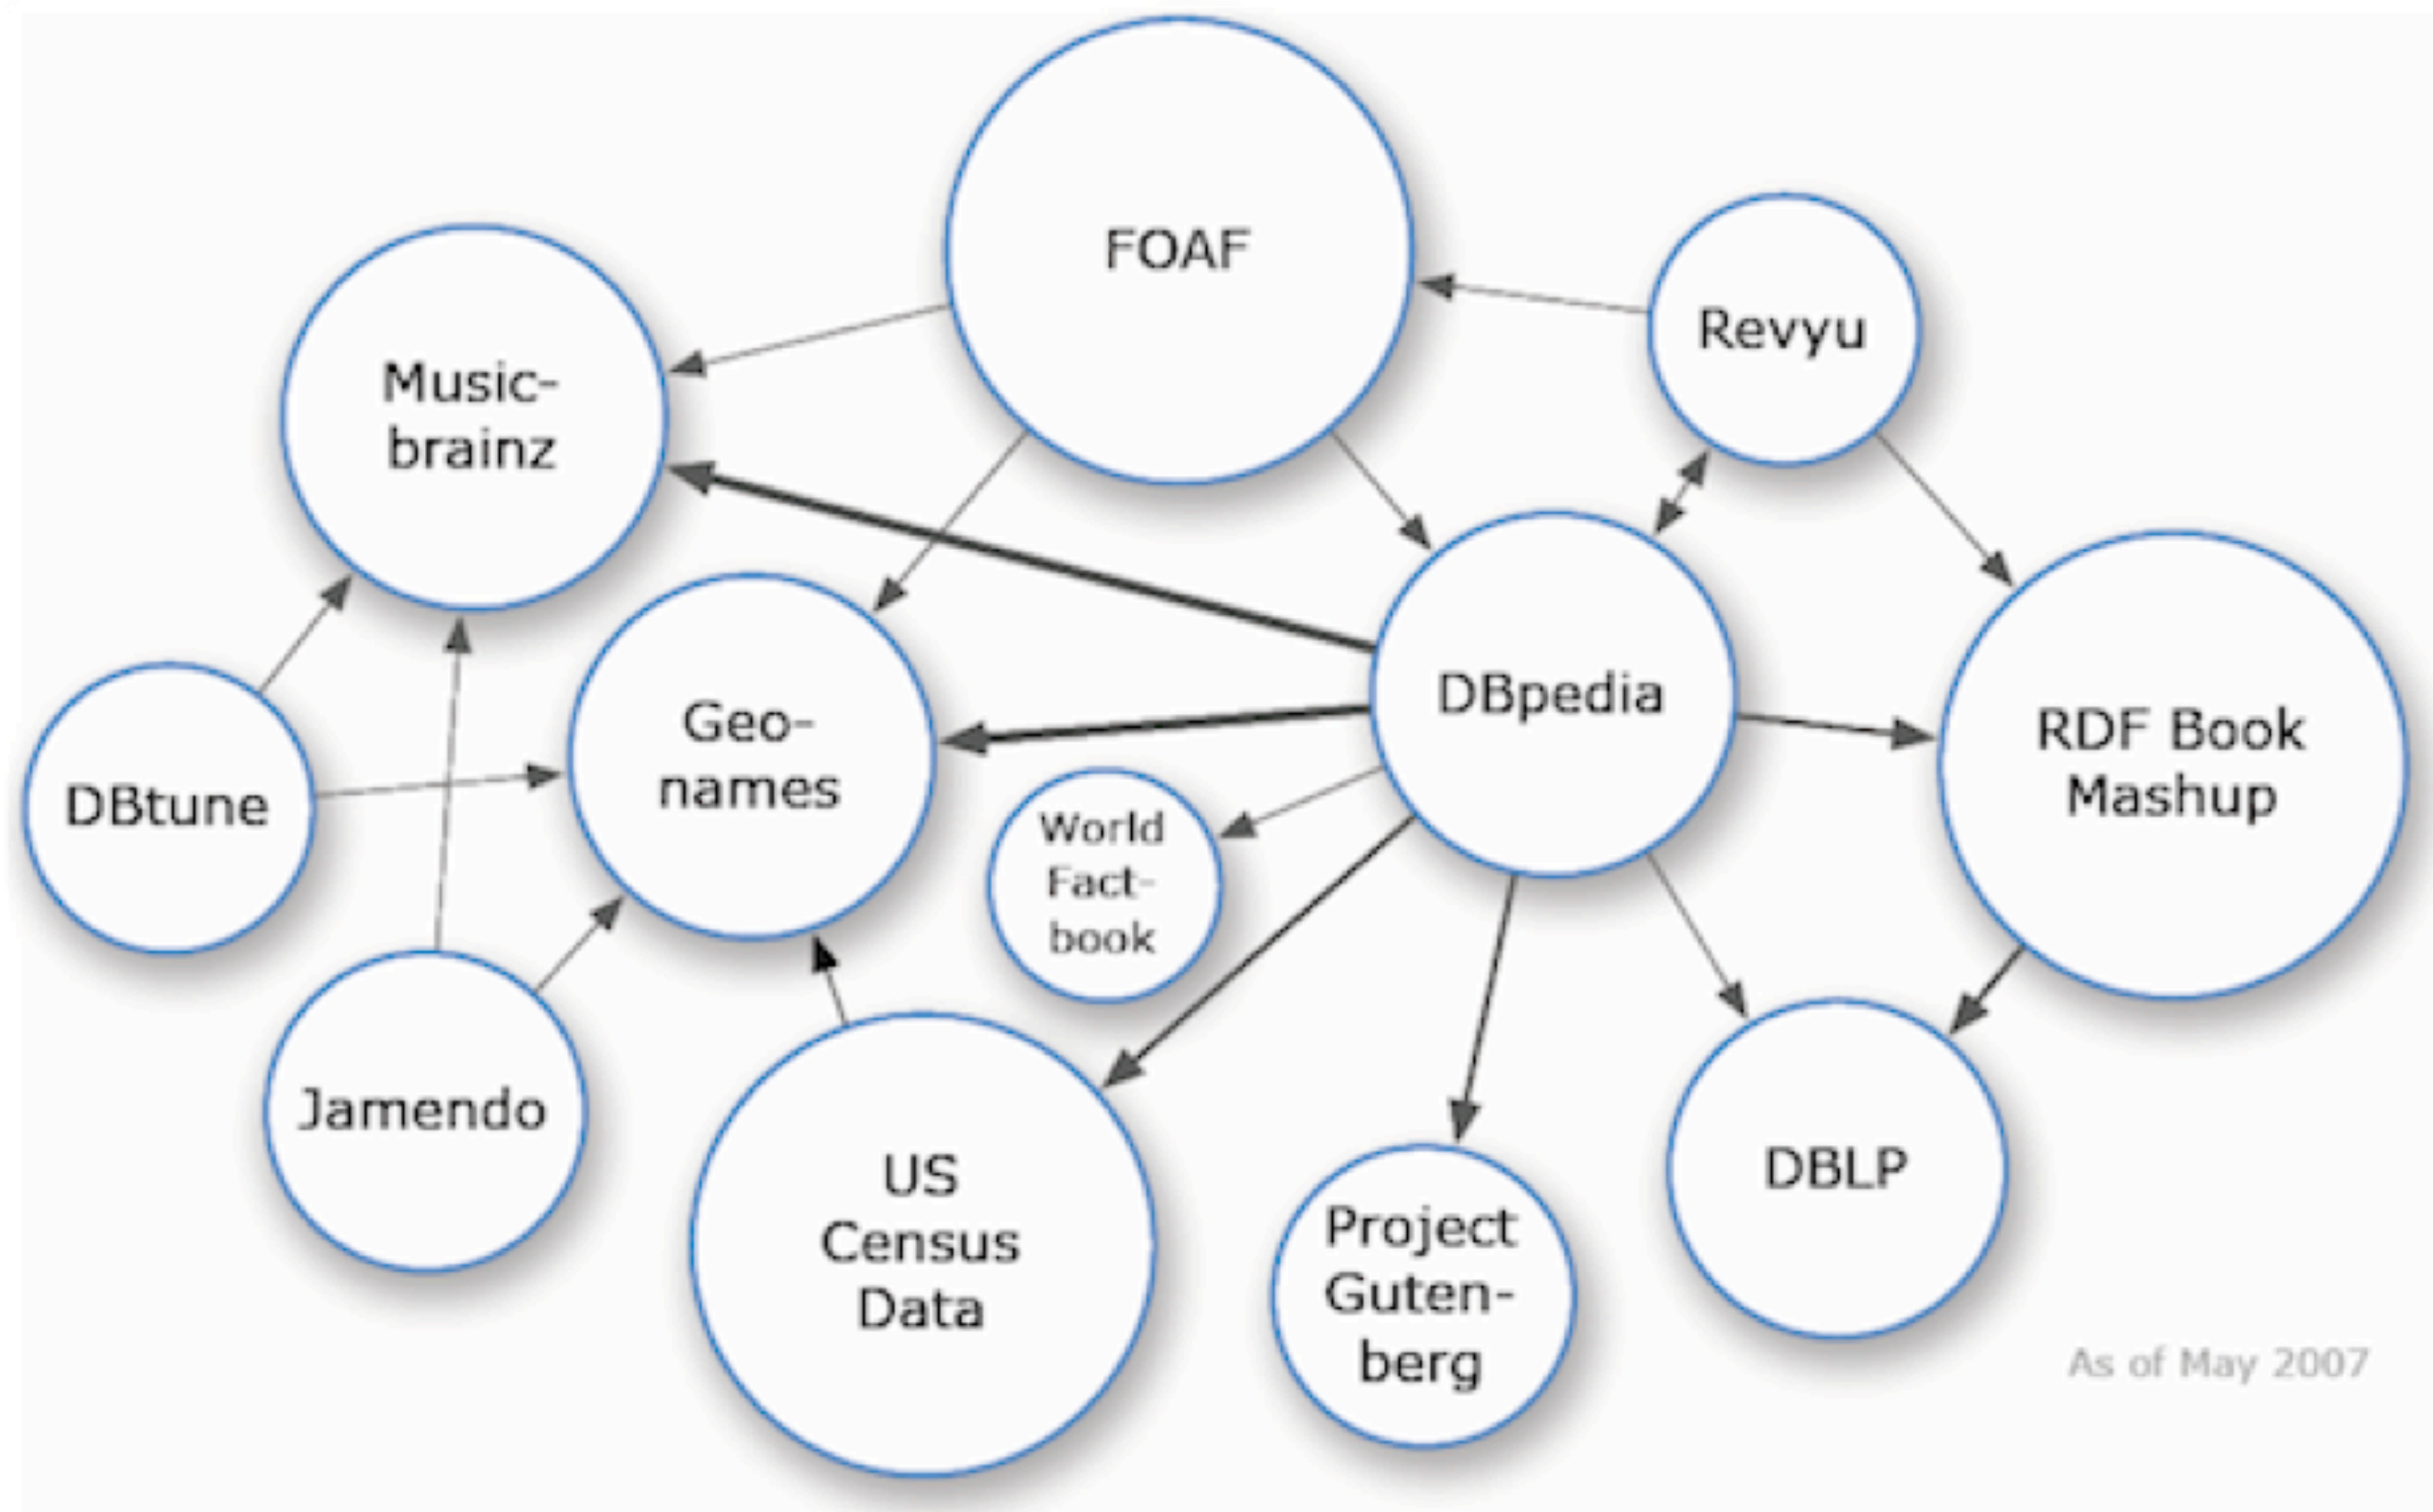 FOAF
Revyu
Music-
brainz
DBpedia
Geo-
names
RDF Book
Mashup
DBtune
World
Fact-
book
Jamendo
US
Census
Data
Project
Guten-
berg
DBLP
As of May 2007